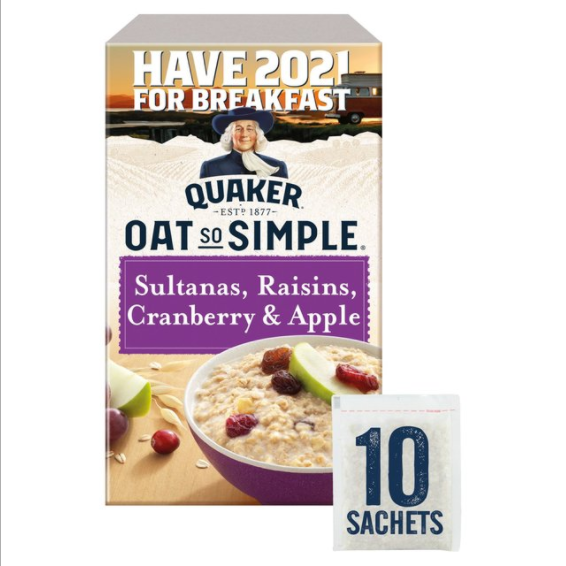 HAVE 2021
FOR BREAKFAST
QUAKER
ESTD 1877
OAT SO SIMPLE
Sultanas, Raisins,
Cranberry & Apple
10
SACHETS